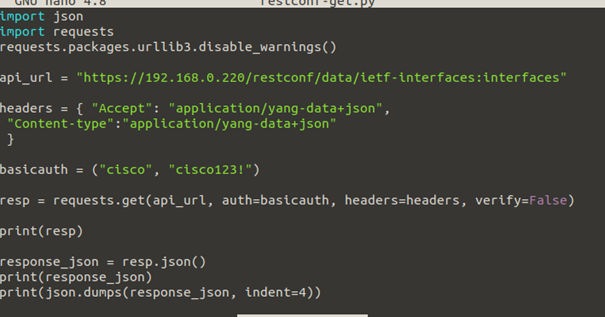 GNU nano 4.8 restconf-get.py
import json
import requests
requests.packages.urllib3.disable_warnings()
api_url = "https://192.168.0.220/restconf/data/ietf-interfaces:interfaces"
headers = { "Accept": "application/yang-data+json",
"Content-type":"application/yang-data+json"
}
basicauth = ("cisco", "cisco123!")
resp = requests.get(api_url, auth=basicauth, headers=headers, verify=False)
print(resp)
response_json = resp.json()
print(response_json)
print(json.dumps(response_json, indent=4))